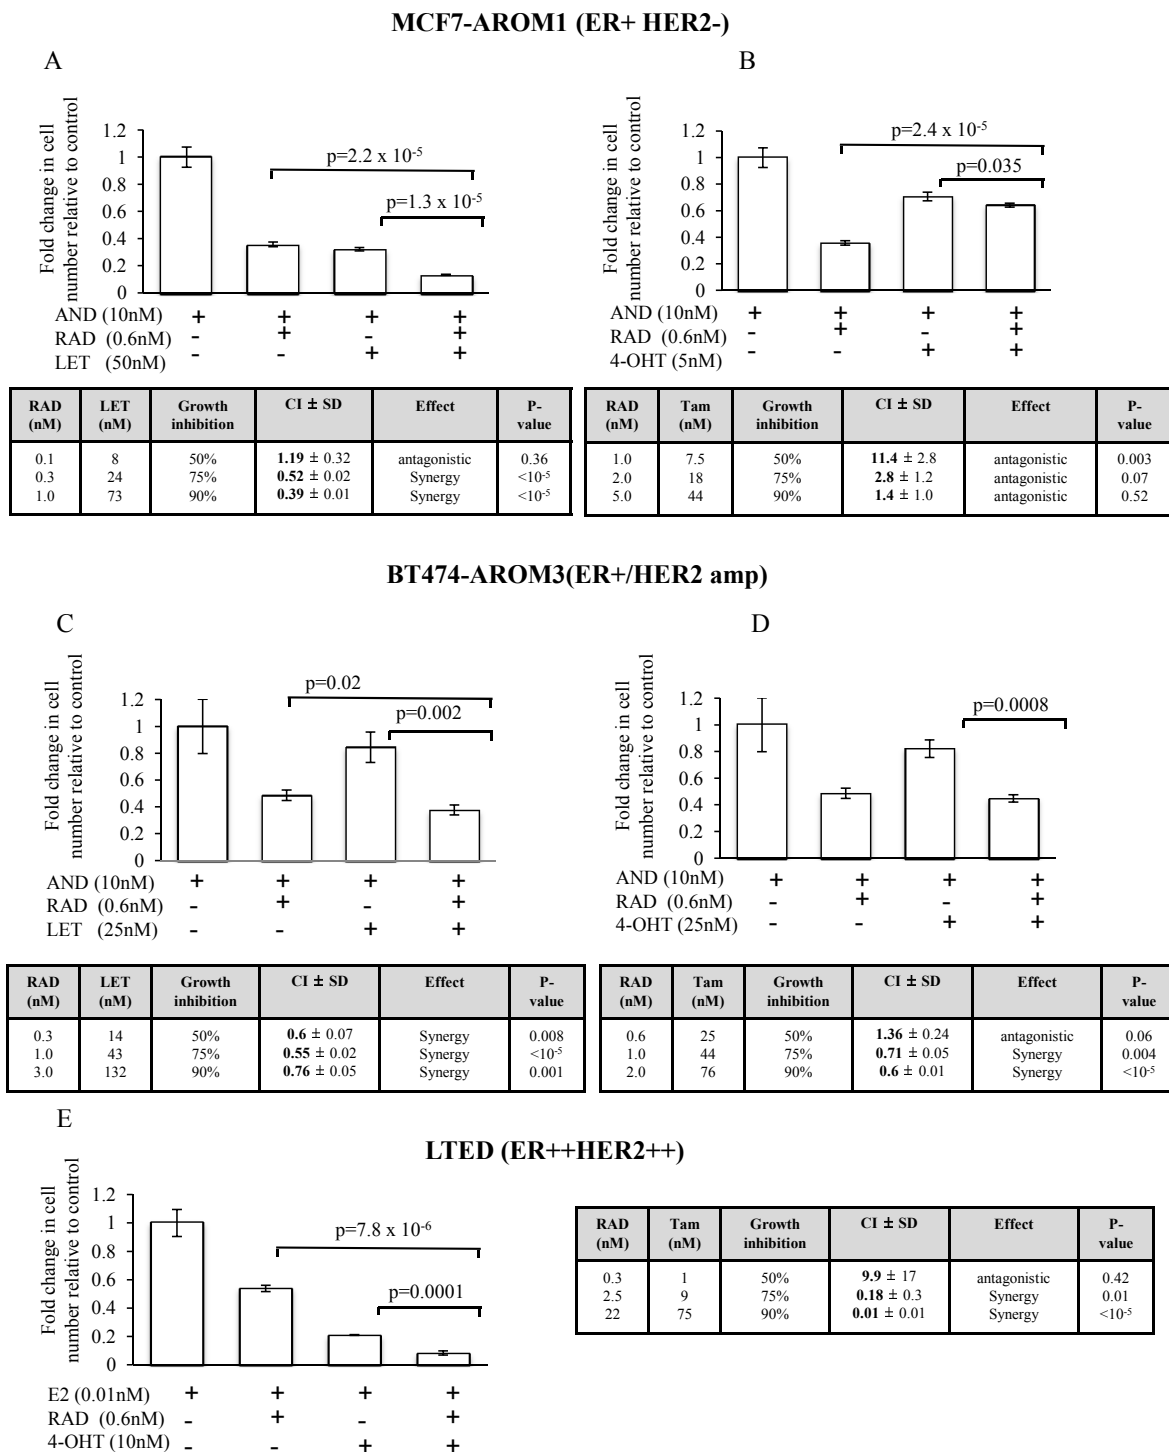 MCF7-AROM1 (ER+ HER2-)
A
Fold change in cell
number relative to control
1.2
1
0.8
0.6
0.4
0.2
0
p=2.2 x 10-5
p=1.3 x 10-5
AND (10nM) + + + +
RAD (0.6nM) - + - +
LET (50nM) - - + +
B
Fold change in cell
number relative to control
1.2
1
0.8
0.6
0.4
0.2
0
p=2.4 x 10-5
p=0.035
AND (10nM) + + + +
RAD (0.6nM) - + - +
4-OHT (5nM) - - + +
RAD (nM) LET (nM) Growth inhibition CI ± SD Effect P-value
0.1 8 50% 1.19 ± 0.32 antagonistic 0.36
0.3 24 75% 0.52 ± 0.02 Synergy <10-5
1.0 73 90% 0.39 ± 0.01 Synergy <10-5
RAD (nM) Tam (nM) Growth inhibition CI ± SD Effect P-value
1.0 7.5 50% 11.4 ± 2.8 antagonistic 0.003
2.0 18 75% 2.8 ± 1.2 antagonistic 0.07
5.0 44 90% 1.4 ± 1.0 antagonistic 0.52
BT474-AROM3(ER+/HER2 amp)
C
Fold change in cell
number relative to control
1.2
1
0.8
0.6
0.4
0.2
0
p=0.02
p=0.002
AND (10nM) + + + +
RAD (0.6nM) - + - +
LET (25nM) - - + +
D
Fold change in cell
number relative to control
1.2
1
0.8
0.6
0.4
0.2
0
p=0.0008
AND (10nM) + + + +
RAD (0.6nM) - + - +
4-OHT (25nM) - - + +
RAD (nM) LET (nM) Growth inhibition CI ± SD Effect P-value
0.3 14 50% 0.6 ± 0.07 Synergy 0.008
1.0 43 75% 0.55 ± 0.02 Synergy <10-5
3.0 132 90% 0.76 ± 0.05 Synergy 0.001
RAD (nM) Tam (nM) Growth inhibition CI ± SD Effect P-value
0.6 25 50% 1.36 ± 0.24 antagonistic 0.06
1.0 44 75% 0.71 ± 0.05 Synergy 0.004
2.0 76 90% 0.6 ± 0.01 Synergy <10-5
E
LTED (ER++HER2++)
Fold change in cell
number relative to control
1.2
1
0.8
0.6
0.4
0.2
0
p=7.8 x 10-6
p=0.0001
E2 (0.01nM) + + + +
RAD (0.6nM) - + - +
4-OHT (10nM) - - + +
RAD (nM) Tam (nM) Growth inhibition CI ± SD Effect P-value
0.3 1 50% 9.9 ± 17 antagonistic 0.42
2.5 9 75% 0.18 ± 0.3 Synergy 0.01
22 75 90% 0.01 ± 0.01 Synergy <10-5